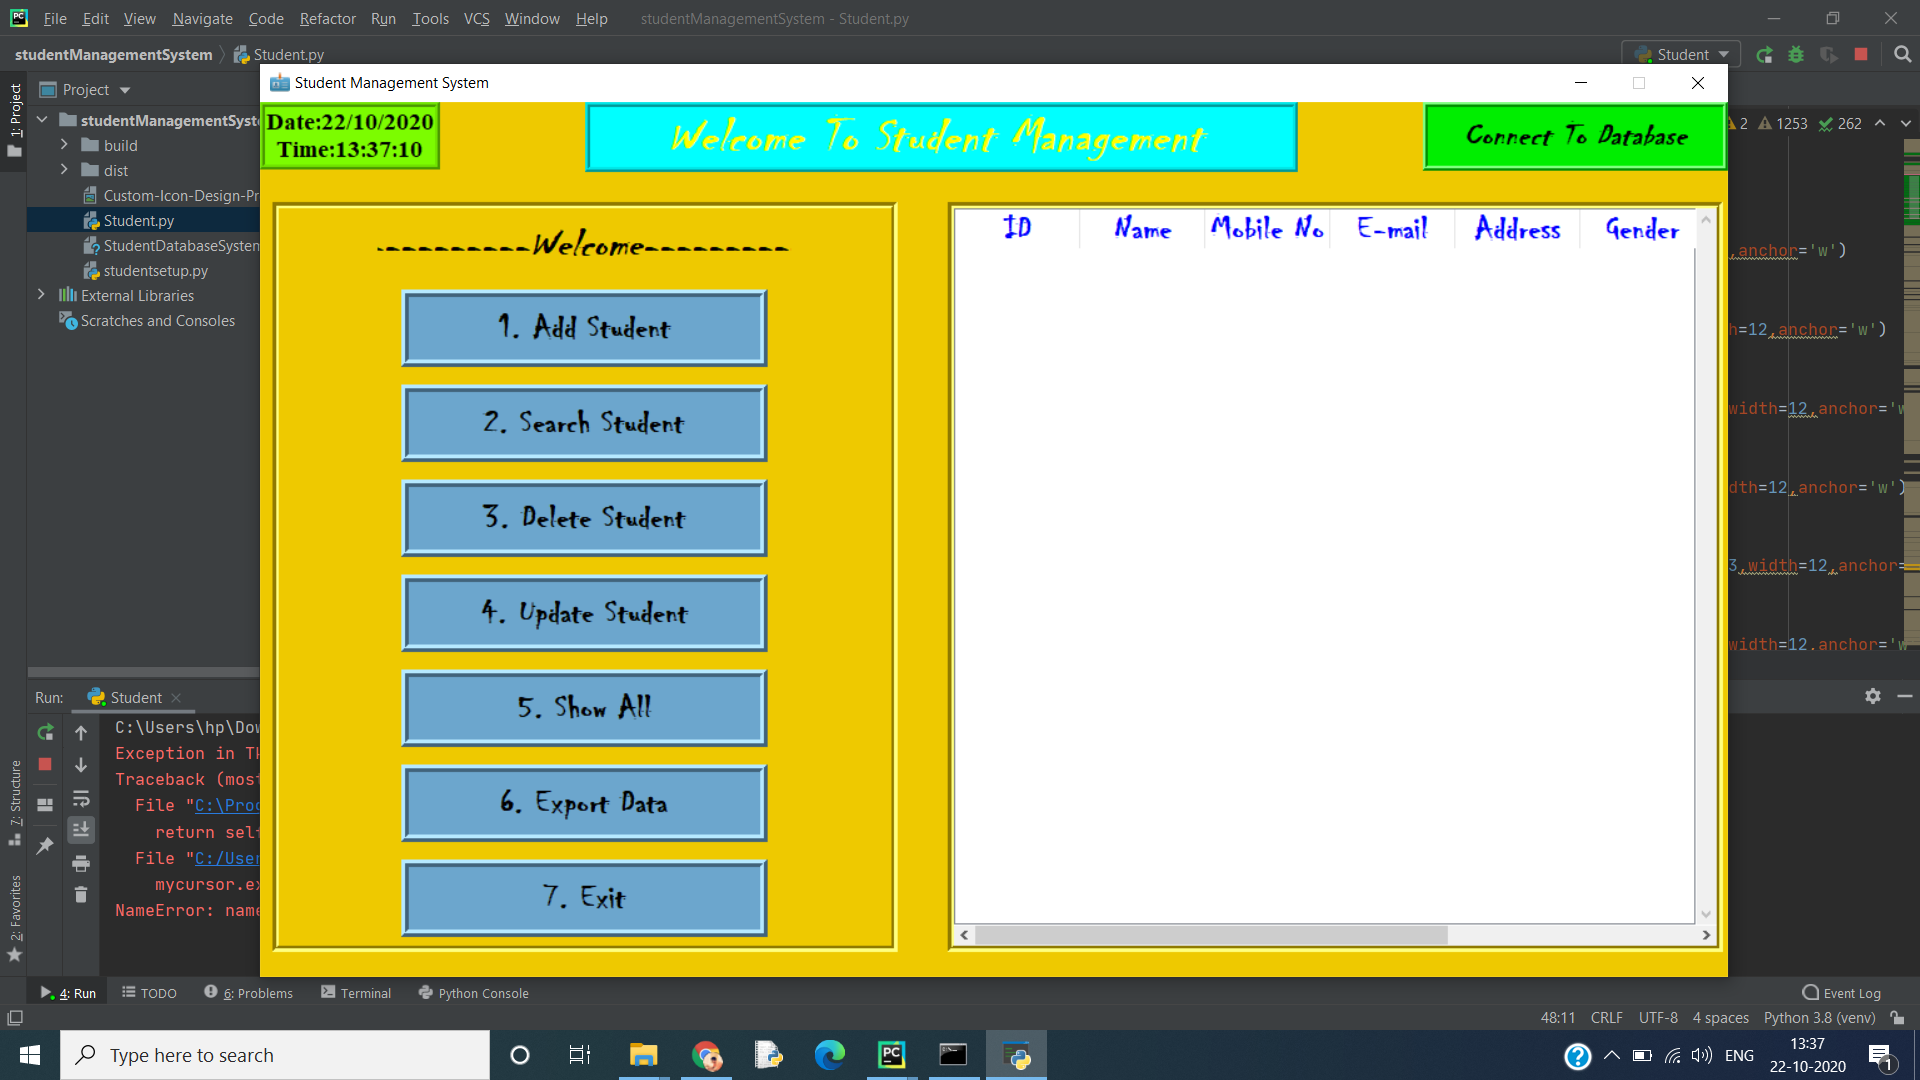 File Edit View Navigate Code Refactor Run Tools VCS Window Help studentManagementSystem - Student.py
studentManagementSystem Student.py
Student
1: Project
Project
studentManagementSyst
build
dist
Custom-Icon-Design-Pr
Student.py
StudentDatabaseSystem
studentsetup.py
External Libraries
Scratches and Consoles
Student Management System
Date:22/10/2020
Time:13:37:10
Welcome To Student Management
Connect To Database
----------Welcome----------
1. Add Student
2. Search Student
3. Delete Student
4. Update Student
5. Show All
6. Export Data
7. Exit
ID Name Mobile No E-mail Address Gender
2 1253 262
,anchor='w')
h=12,anchor='w')
width=12,anchor='w
dth=12,anchor='w')
3,width=12,anchor=
width=12,anchor='w
Run: Student
C:\Users\hp\Dow
Exception in Tk
Traceback (most
File "C:\Prog
return self
File "C:/User
mycursor.ex
NameError: name
7: Structure
2: Favorites
4: Run TODO 6: Problems Terminal Python Console Event Log
48:11 CRLF UTF-8 4 spaces Python 3.8 (venv)
Type here to search
PC
ENG
13:37
22-10-2020
1